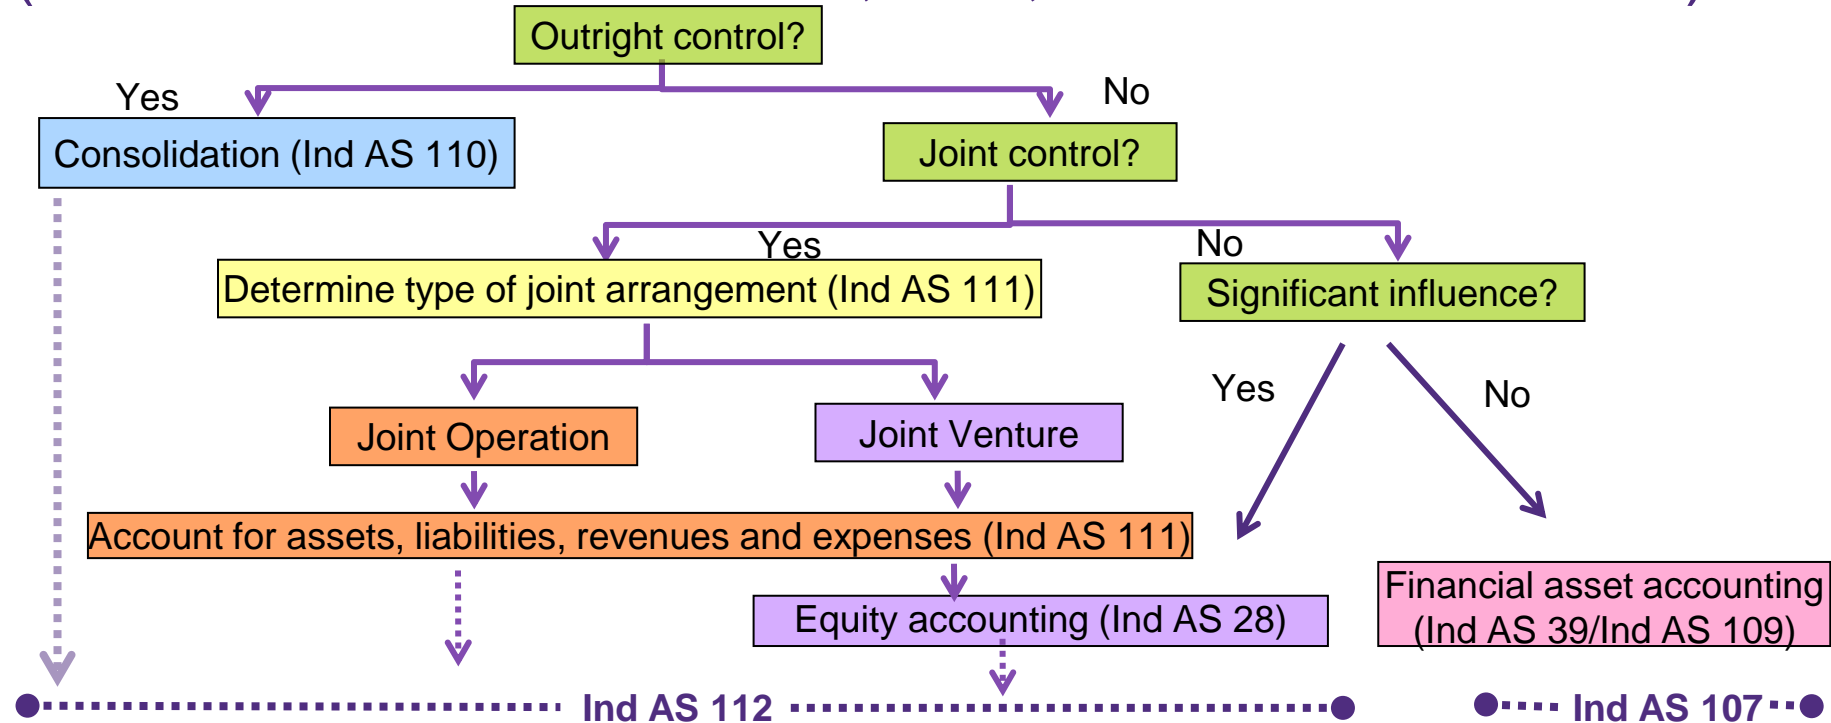 Outright control?
Yes
No
Consolidation (Ind AS 110)
Joint control?
Yes
No
Determine type of joint arrangement (Ind AS 111)
Significant influence?
Yes
No
Joint Operation
Joint Venture
Account for assets, liabilities, revenues and expenses (Ind AS 111)
Equity accounting (Ind AS 28)
Financial asset accounting
(Ind AS 39/Ind AS 109)
Ind AS 112
Ind AS 107